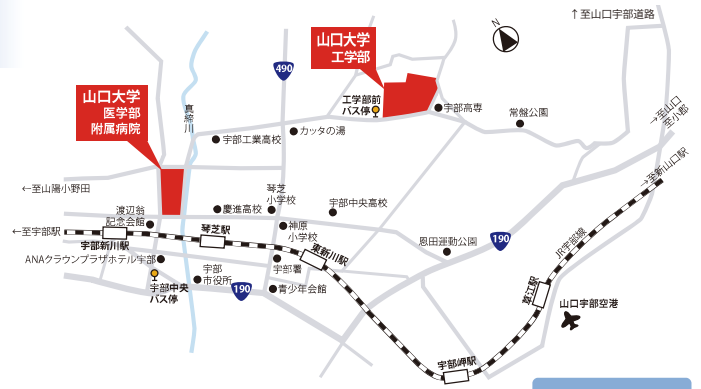 ↑至山口宇部道路
N
山口大学
工学部
490
山口大学
医学部
附属病院
真締川
工学部前
バス停
宇部高専
常盤公園
→至山口
至小郡
カッタの湯
宇部工業高校
→至新山口駅
←至山陽小野田
琴芝
小学校
慶進高校
宇部中央高校
渡辺翁
記念会館
神原
小学校
←至宇部駅
宇部新川駅
琴芝駅
東新川駅
恩田運動公園
190
JR宇部線
ANAクラウンプラザホテル宇部
宇部
市役所
宇部署
宇部中央
バス停
190
青少年会館
草江駅
山口宇部空港
宇部岬駅